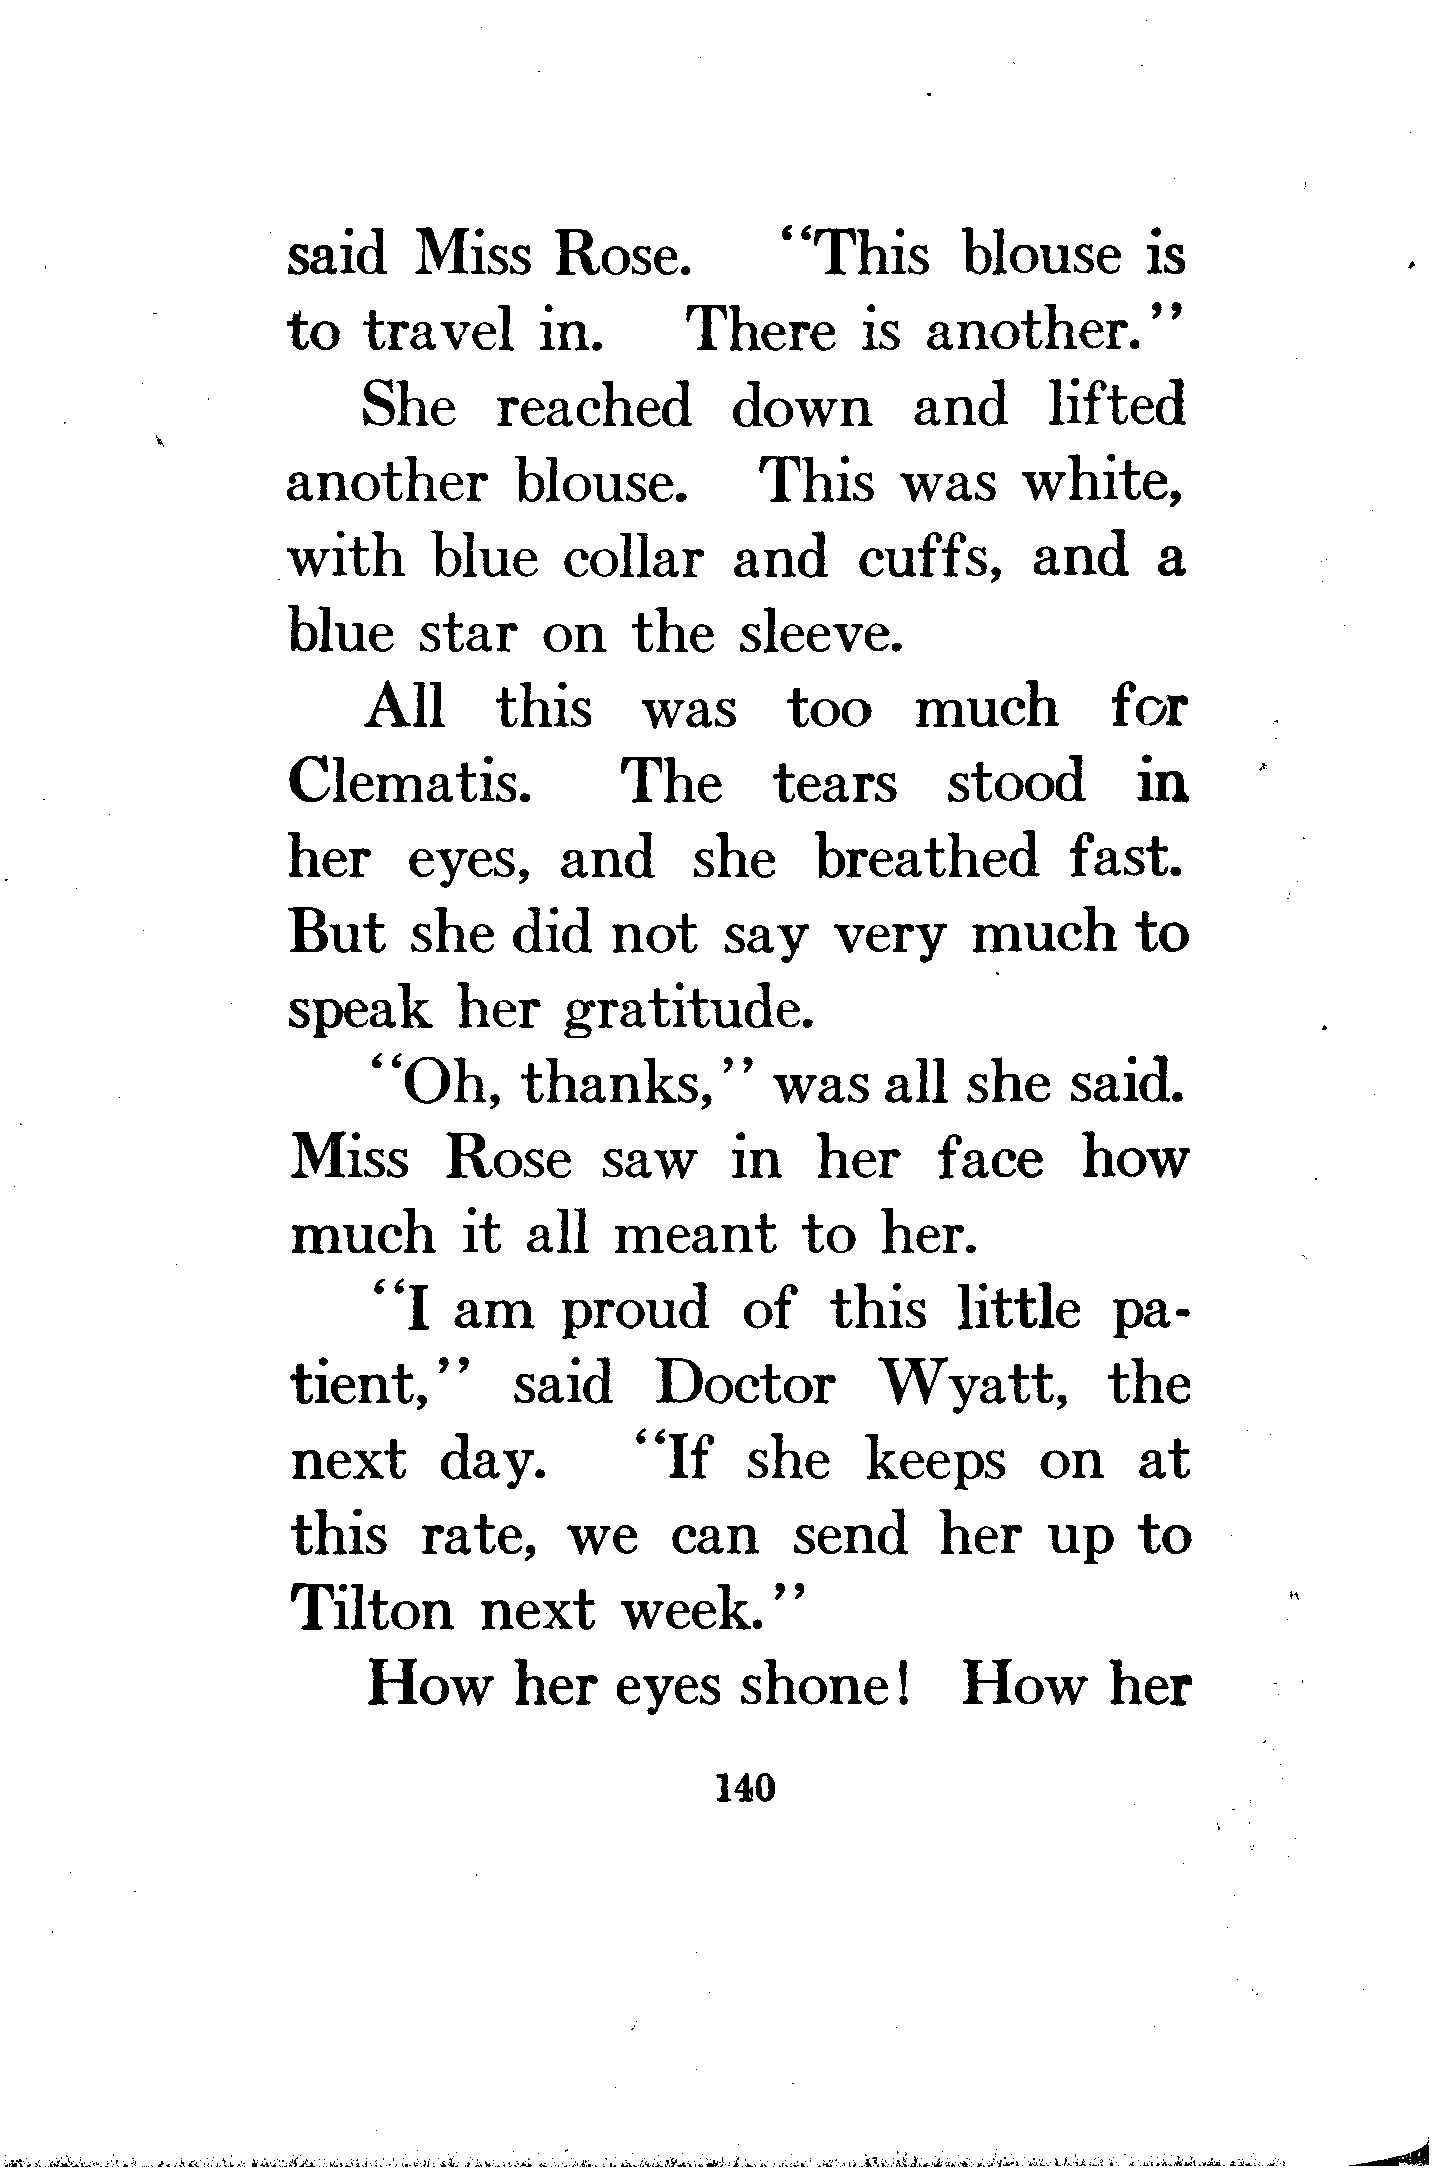 said Miss Rose. "This blouse is
to travel in. There is another."
She reached down and lifted
another blouse. This was white,
with blue collar and cuffs, and a
blue star on the sleeve.
All this was too much for
Clematis. The tears stood in
her eyes, and she breathed fast.
But she did not say very much to
speak her gratitude.
"Oh, thanks," was all she said.
Miss Rose saw in her face how
much it all meant to her.
"I am proud of this little pa-
tient," said Doctor Wyatt, the
next day. "If she keeps on at
this rate, we can send her up to
Tilton next week."
How her eyes shone! How her
140